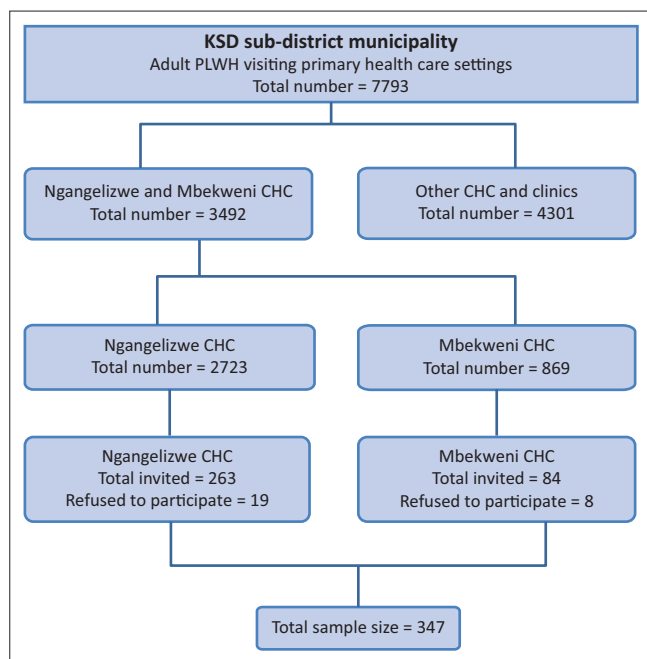 KSD sub-district municipality
Adult PLWH visiting primary health care settings
Total number = 7793
Ngangelizwe and Mbekweni CHC
Total number = 3492
Other CHC and clinics
Total number = 4301
Ngangelizwe CHC
Total number = 2723
Mbekweni CHC
Total number = 869
Ngangelizwe CHC
Total invited = 263
Refused to participate = 19
Mbekweni CHC
Total invited = 84
Refused to participate = 8
Total sample size = 347